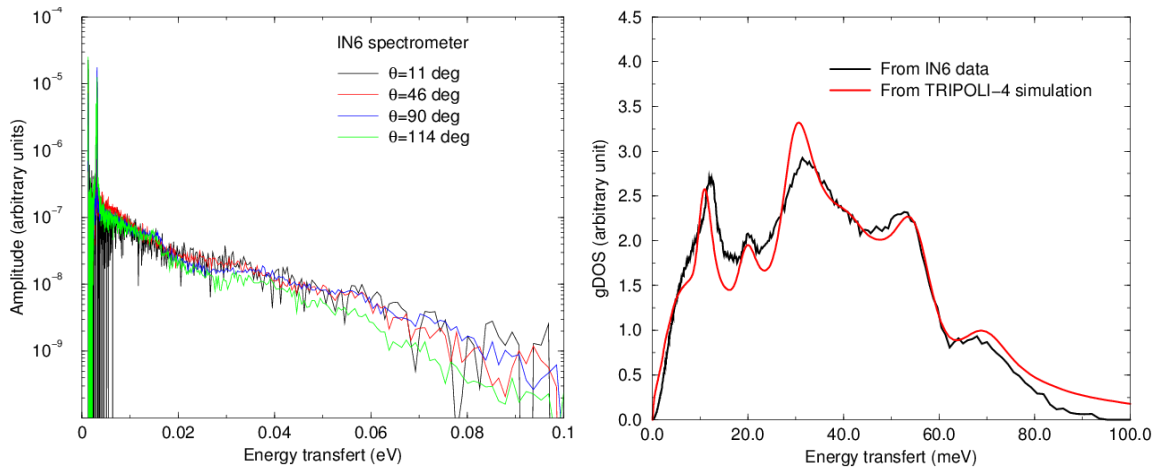 10⁻⁴
10⁻⁵
10⁻⁶
10⁻⁷
10⁻⁸
10⁻⁹
Amplitude (arbitrary units)
IN6 spectrometer
θ=11 deg
θ=46 deg
θ=90 deg
θ=114 deg
0 0.02 0.04 0.06 0.08 0.1
Energy transfert (eV)
4.5
4.0
3.5
3.0
2.5
2.0
1.5
1.0
0.5
0.0
gDOS (arbitrary unit)
From IN6 data
From TRIPOLI−4 simulation
0.0 20.0 40.0 60.0 80.0 100.0
Energy transfert (meV)